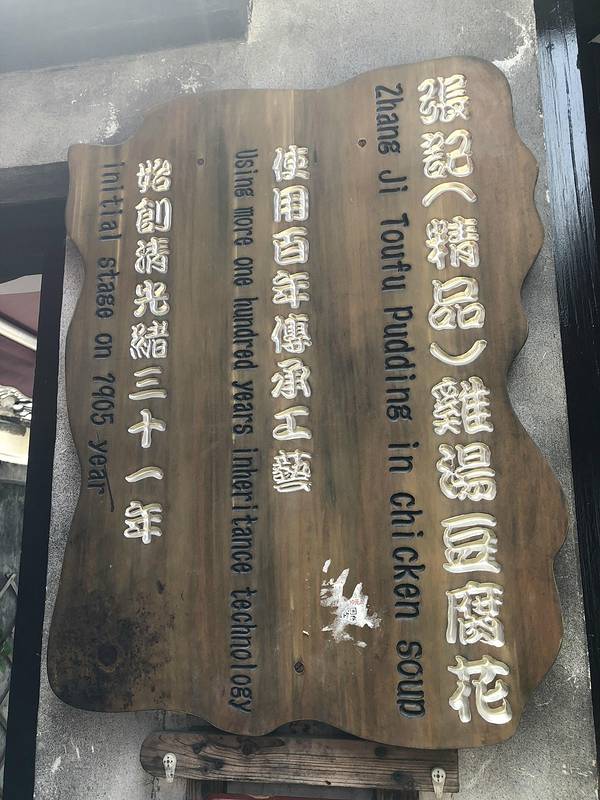 張記（精品）雞湯豆腐花
Zhang Ji Toufu Pudding in chicken soup
使用百年傳承工藝
Using more one hundred years inheritance technology
始創清光緒三十一年
initial stage on 1905 year